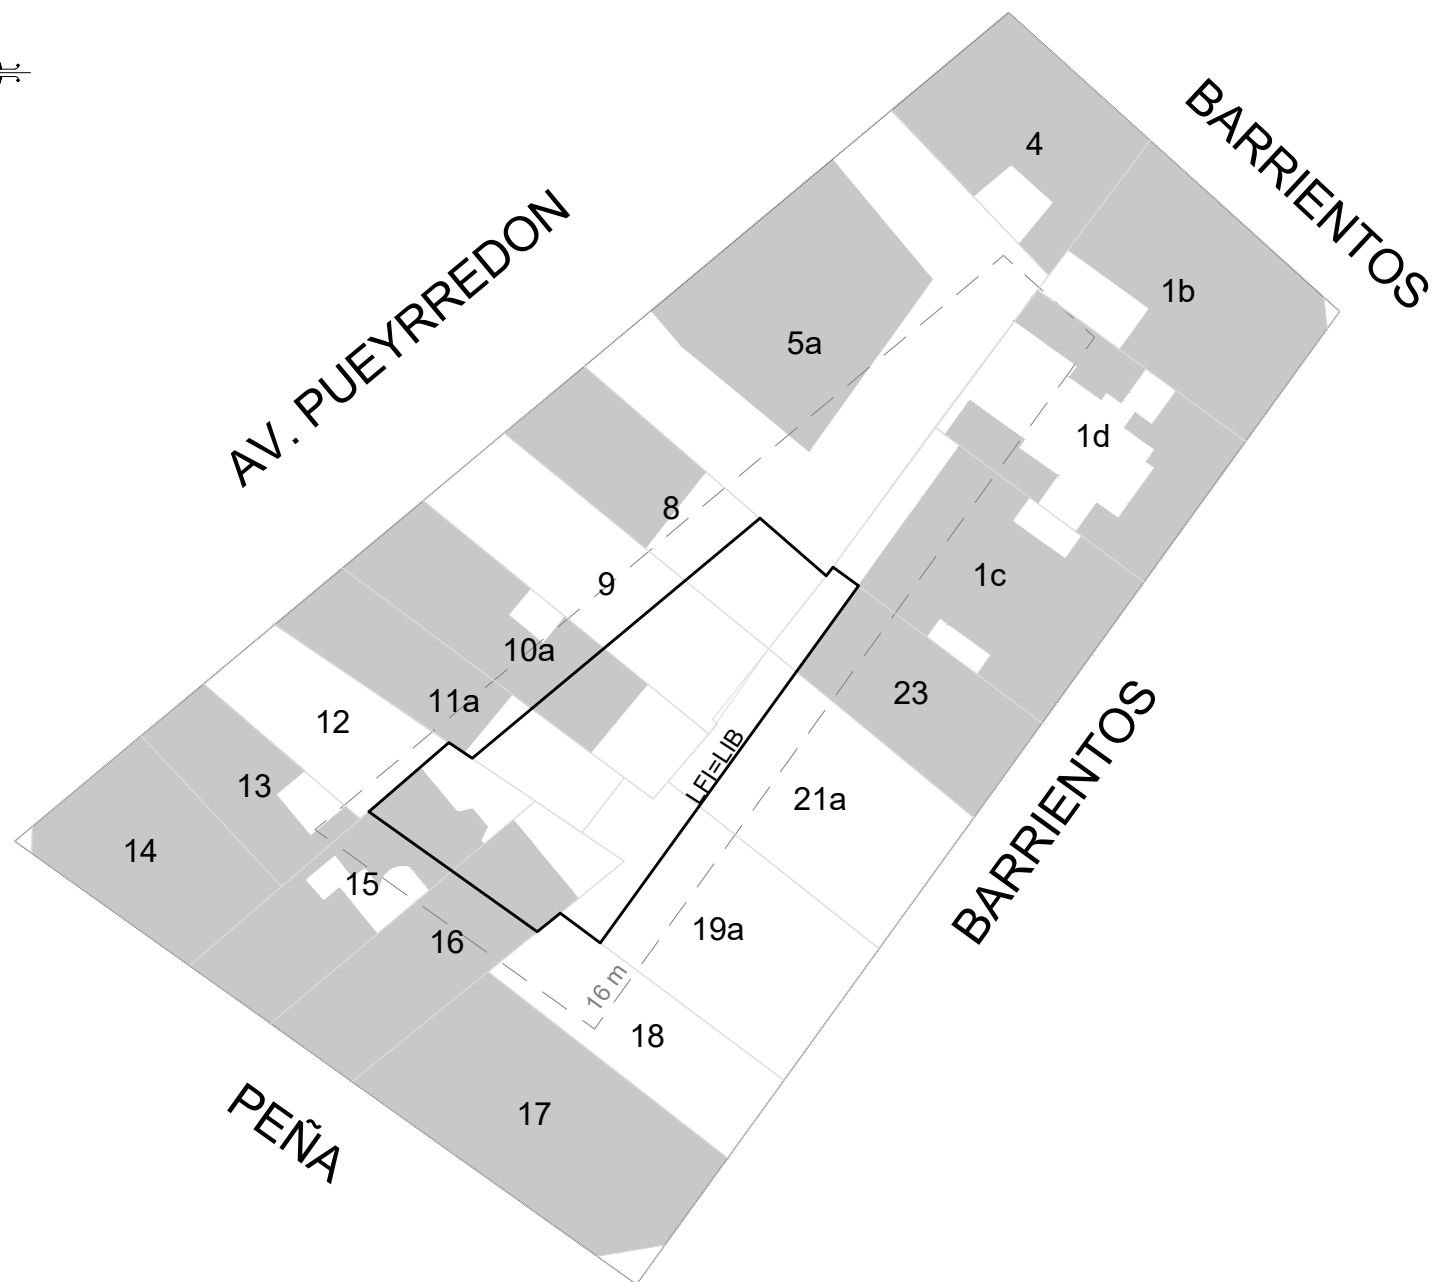 BARRIENTOS
4
AV. PUEYRREDON
1b
5a
1d
8
1c
9
10a
23
11a
12
LFI=LIB
13
21a
14
BARRIENTOS
15
19a
16
16 m
18
17
PEÑA